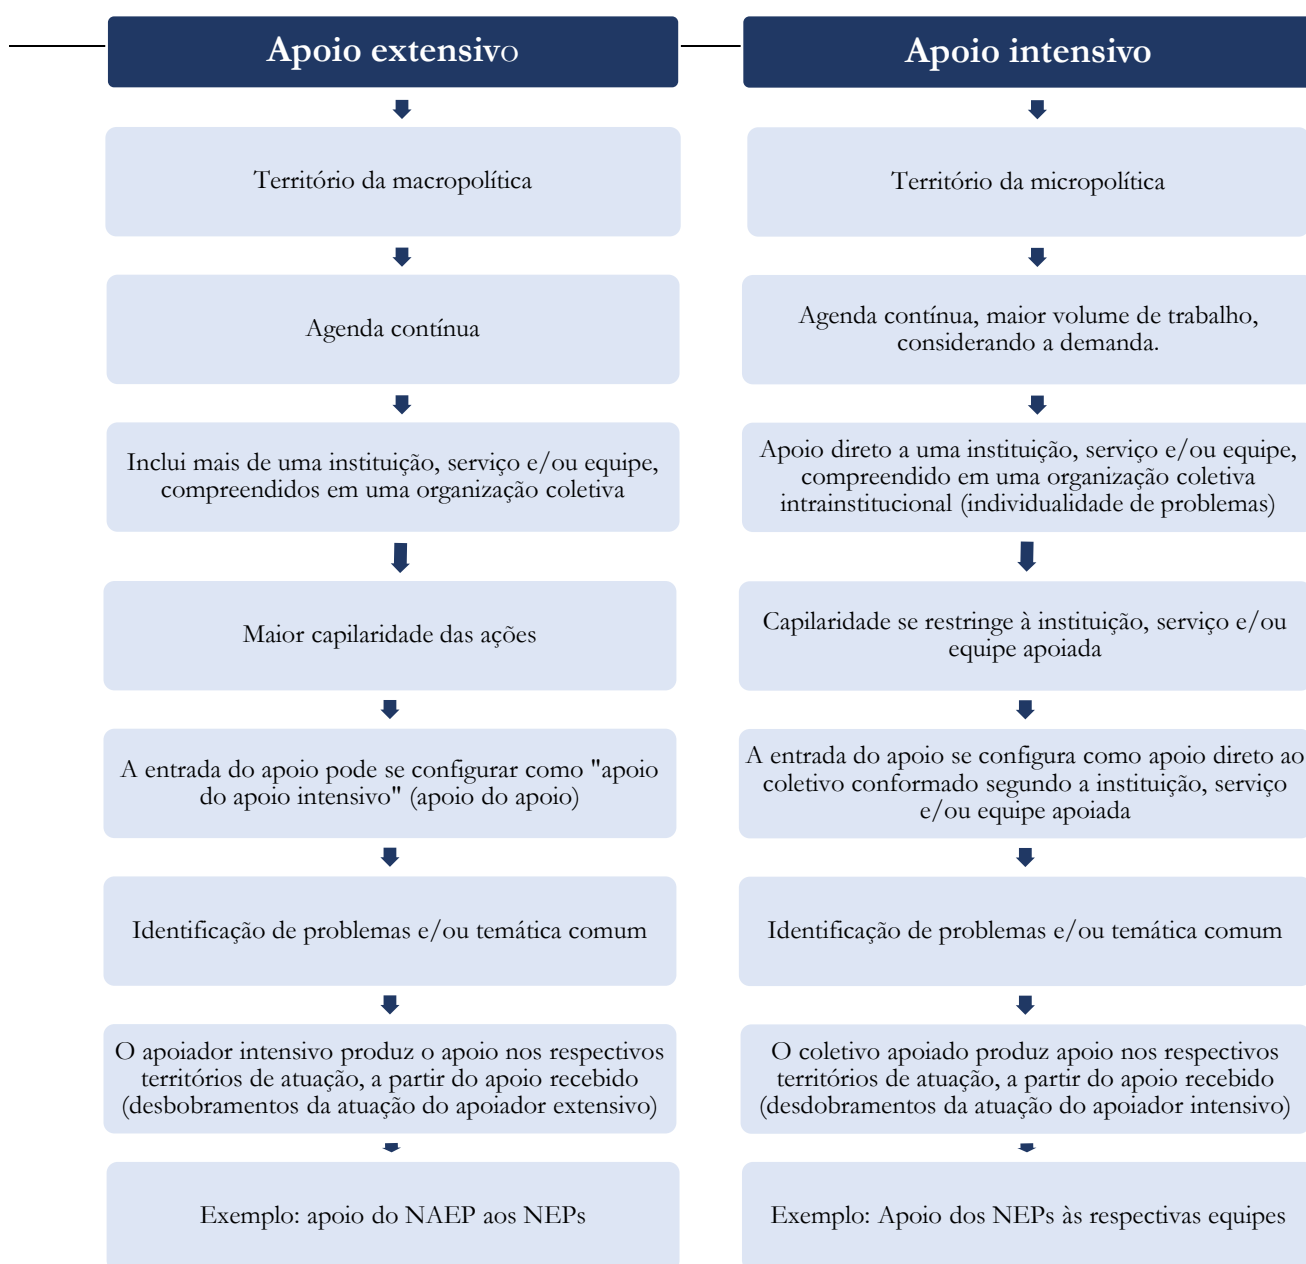 Apoio extensivo
Território da macropolítica
Agenda contínua
Inclui mais de uma instituição, serviço e/ou equipe,
compreendidos em uma organização coletiva
Maior capilaridade das ações
A entrada do apoio pode se configurar como "apoio
do apoio intensivo" (apoio do apoio)
Identificação de problemas e/ou temática comum
O apoiador intensivo produz o apoio nos respectivos
territórios de atuação, a partir do apoio recebido
(desbobramentos da atuação do apoiador extensivo)
Exemplo: apoio do NAEP aos NEPs
Apoio intensivo
Território da micropolítica
Agenda contínua, maior volume de trabalho,
considerando a demanda.
Apoio direto a uma instituição, serviço e/ou equipe,
compreendido em uma organização coletiva
intrainstitucional (individualidade de problemas)
Capilaridade se restringe à instituição, serviço e/ou
equipe apoiada
A entrada do apoio se configura como apoio direto ao
coletivo conformado segundo a instituição, serviço
e/ou equipe apoiada
Identificação de problemas e/ou temática comum
O coletivo apoiado produz apoio nos respectivos
territórios de atuação, a partir do apoio recebido
(desdobramentos da atuação do apoiador intensivo)
Exemplo: Apoio dos NEPs às respectivas equipes